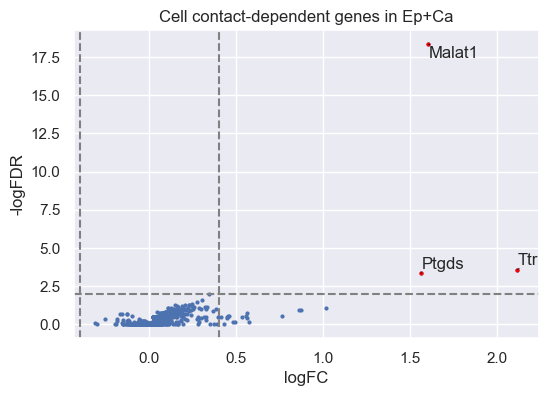 Cell contact-dependent genes in Ep+Ca
17.5
15.0
12.5
10.0
7.5
5.0
2.5
0.0
-logFDR
Malat1
Ptgds
Ttr
0.0 0.5 1.0 1.5 2.0
logFC